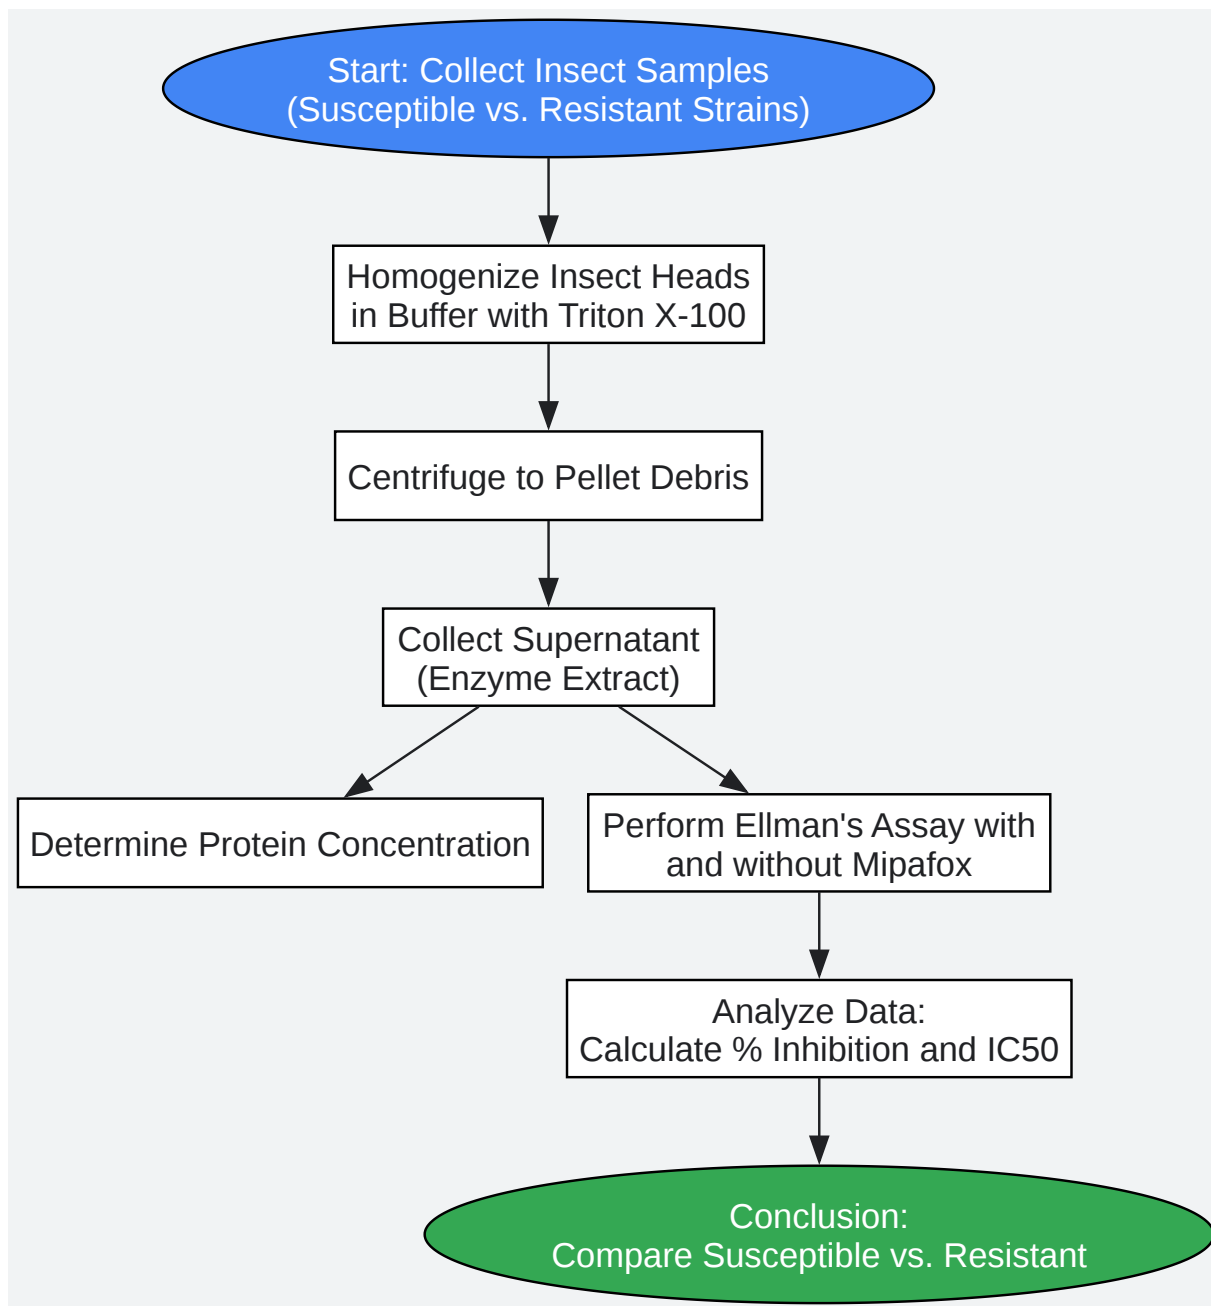 Start: Collect Insect Samples
(Susceptible vs. Resistant Strains)
Homogenize Insect Heads
in Buffer with Triton X-100
Centrifuge to Pellet Debris
Collect Supernatant
(Enzyme Extract)
Determine Protein Concentration
Perform Ellman's Assay with
and without Mipafox
Analyze Data:
Calculate % Inhibition and IC50
Conclusion:
Compare Susceptible vs. Resistant